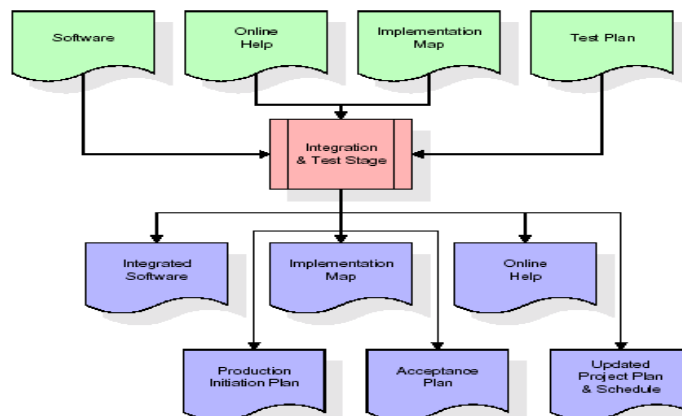 Software
Online
Help
Implementation
Map
Test Plan
Integration
& Test Stage
Integrated
Software
Implementation
Map
Online
Help
Production
Initiation Plan
Acceptance
Plan
Updated
Project Plan
& Schedule